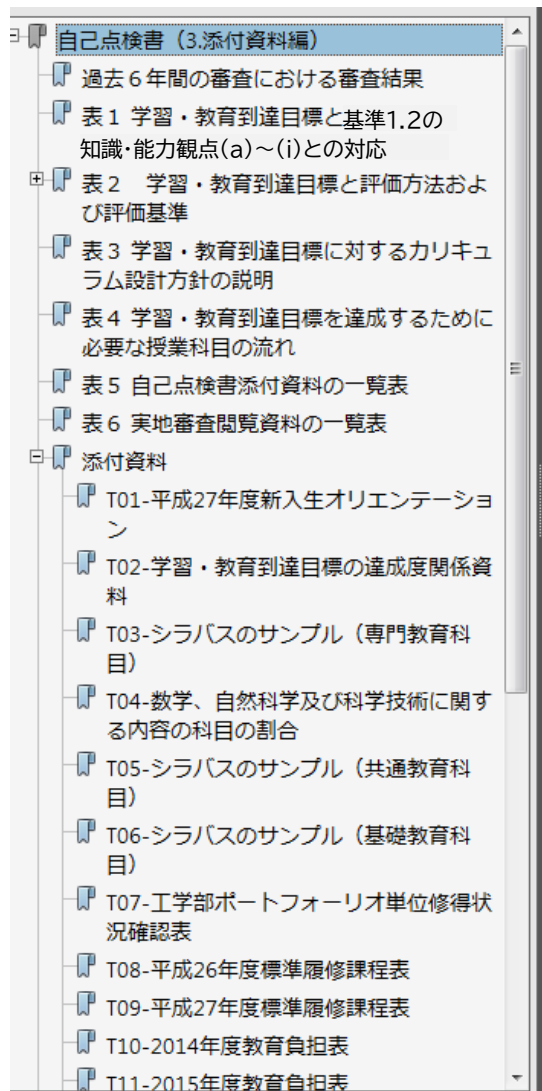 自己点検書（3.添付資料編）
過去６年間の審査における審査結果
表１ 学習・教育到達目標と基準1.2の
知識・能力観点(a)～(i)との対応
表２　学習・教育到達目標と評価方法およ
び評価基準
表３ 学習・教育到達目標に対するカリキュ
ラム設計方針の説明
表４ 学習・教育到達目標を達成するために
必要な授業科目の流れ
表５ 自己点検書添付資料の一覧表
表６ 実地審査閲覧資料の一覧表
添付資料
T01-平成27年度新入生オリエンテーショ
ン
T02-学習・教育到達目標の達成度関係資
料
T03-シラバスのサンプル（専門教育科
目）
T04-数学、自然科学及び科学技術に関す
る内容の科目の割合
T05-シラバスのサンプル（共通教育科
目）
T06-シラバスのサンプル（基礎教育科
目）
T07-工学部ポートフォーリオ単位修得状
況確認表
T08-平成26年度標準履修課程表
T09-平成27年度標準履修課程表
T10-2014年度教育負担表
T11-2015年度教育負担表